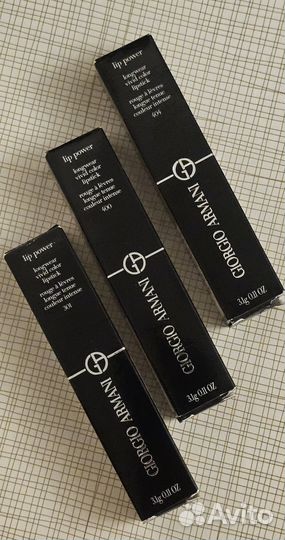 lip power
longwear
vivid color
lipstick
rouge à lèvres
longue tenue
couleur intense
301
GIORGIO ARMANI
3.1g 0.11 OZ
lip power
longwear
vivid color
lipstick
rouge à lèvres
longue tenue
couleur intense
400
GIORGIO ARMANI
3.1g 0.11 OZ
lip power
longwear
vivid color
lipstick
rouge à lèvres
longue tenue
couleur intense
404
GIORGIO ARMANI
3.1g 0.11 OZ
Avito